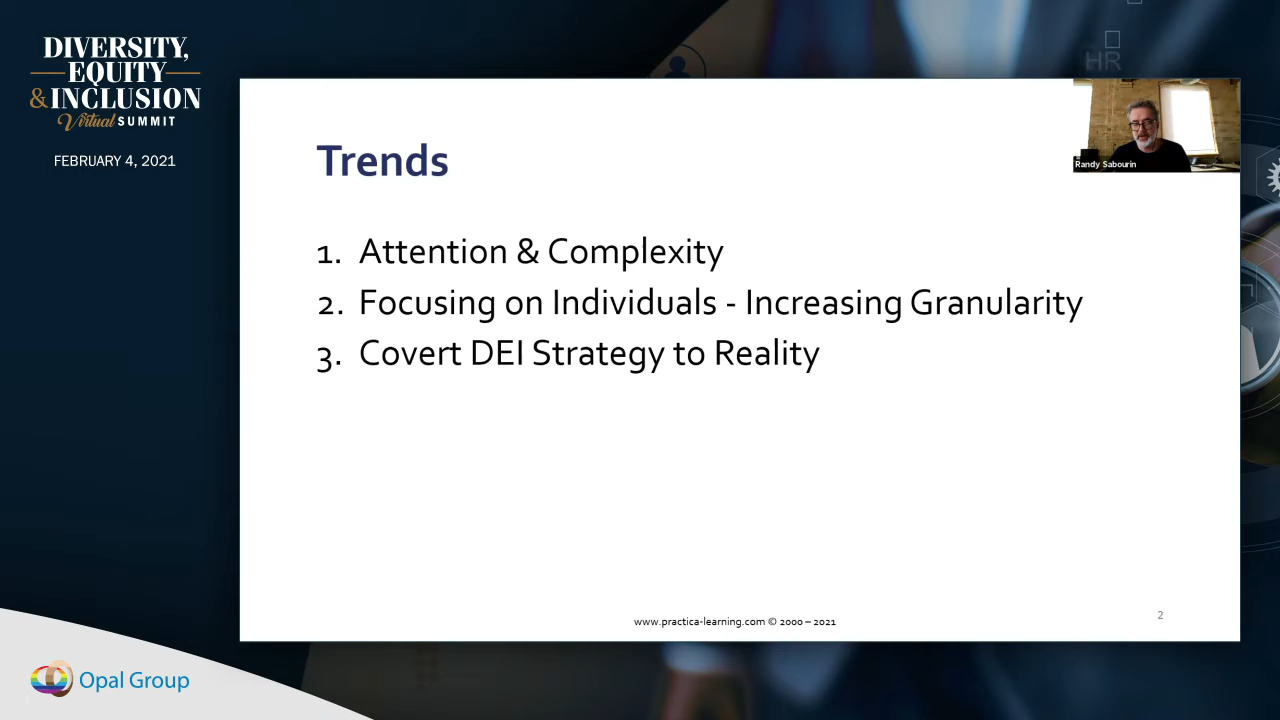 DIVERSITY,
EQUITY
& INCLUSION
Virtual SUMMIT
FEBRUARY 4, 2021
HR
Randy Sabourin
Trends
1. Attention & Complexity
2. Focusing on Individuals - Increasing Granularity
3. Covert DEI Strategy to Reality
www.practica-learning.com © 2000 – 2021
2
Opal Group